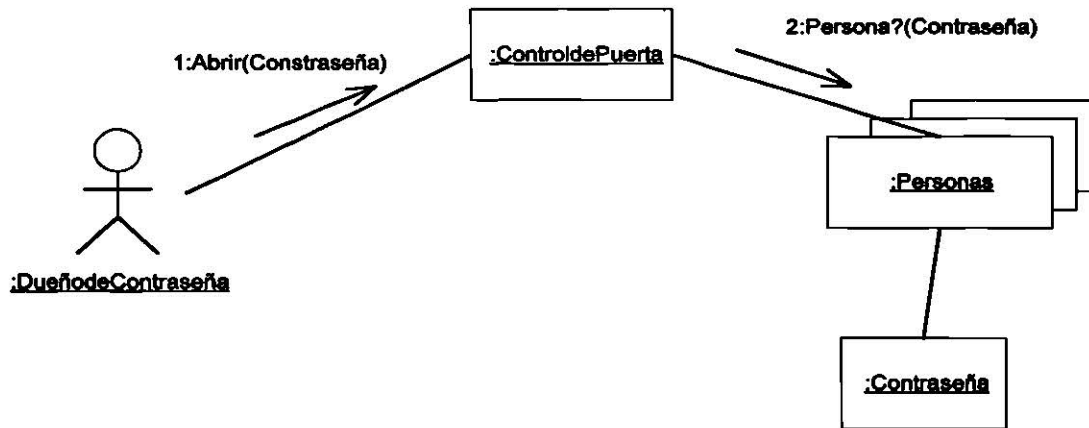 2:Persona?(Contraseña)
:ControldePuerta
1:Abrir(Constraseña)
:Personas
:DueñodeContraseña
:Contraseña